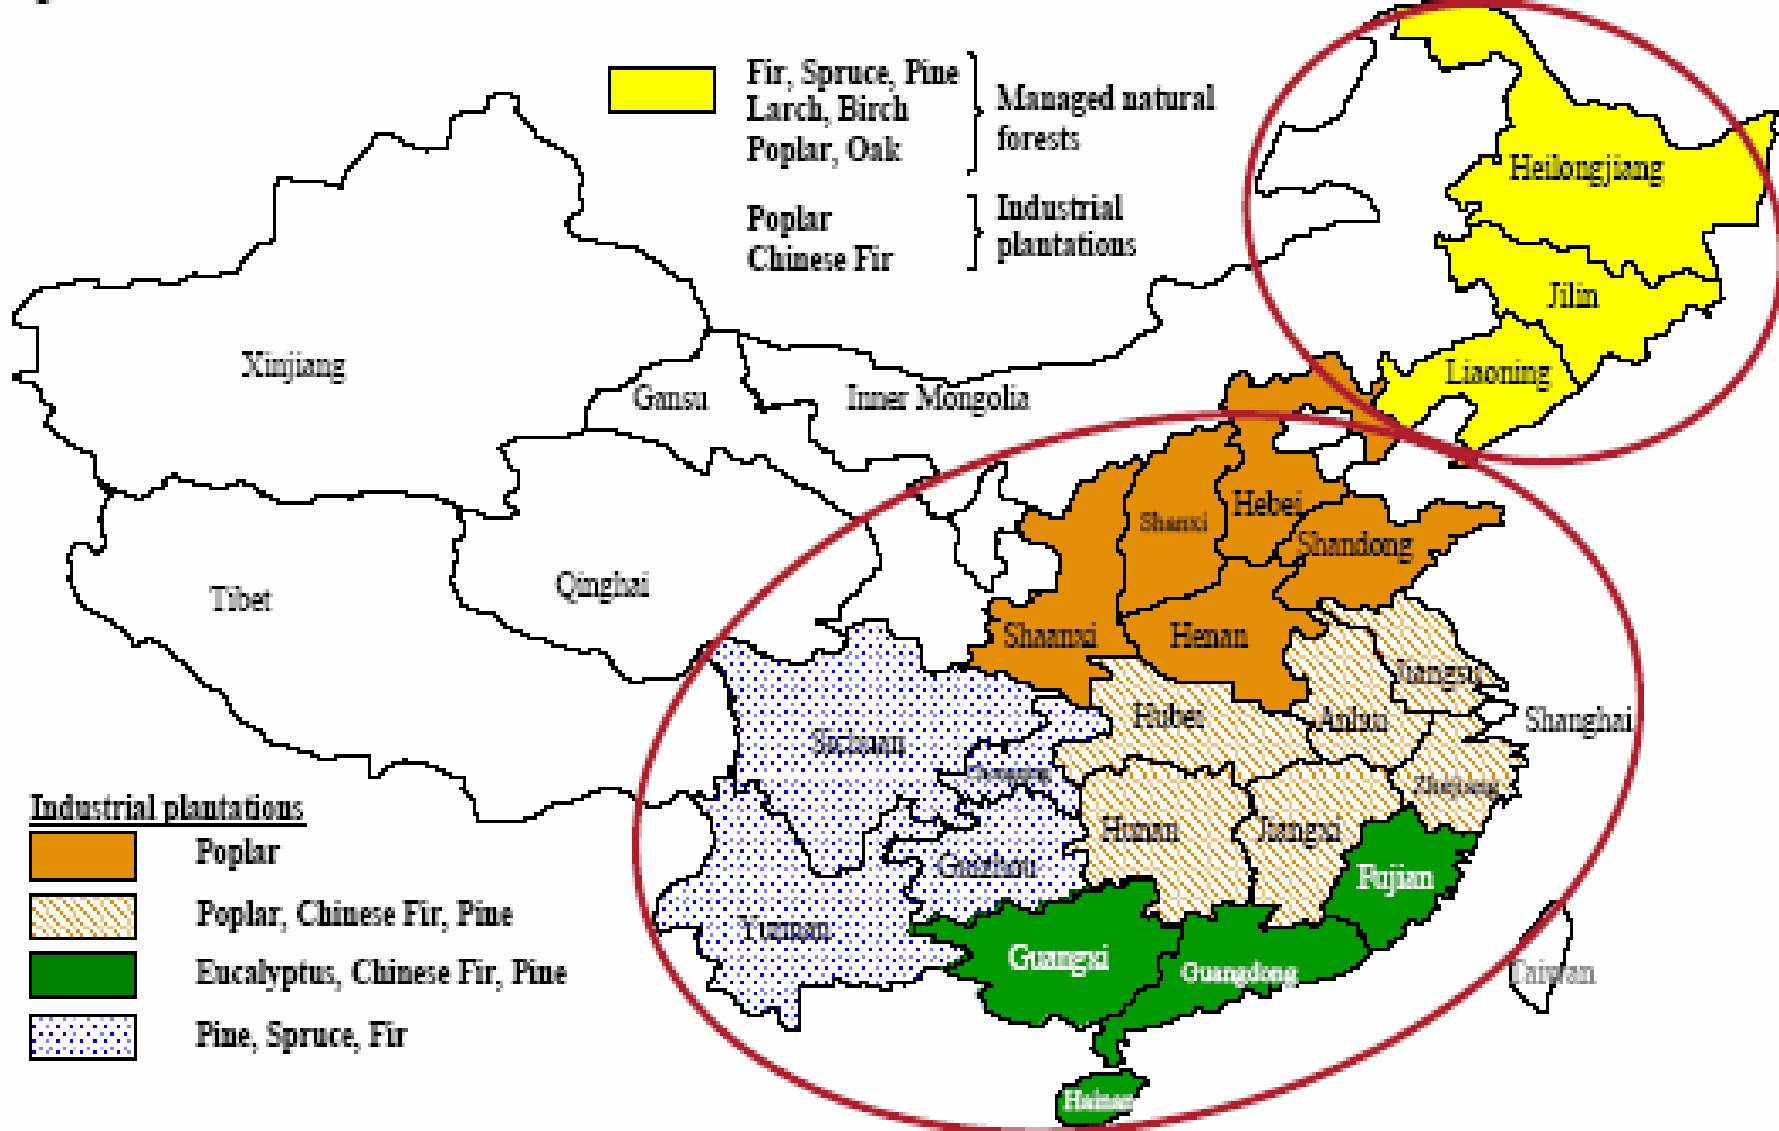 Fir, Spruce, Pine
Larch, Birch
Poplar, Oak
Managed natural
forests
Poplar
Chinese Fir
Industrial
plantations
Heilongjiang
Jilin
Liaoning
Xinjiang
Gansu
Inner Mongolia
Hebei
Shanxi
Shandong
Tibet
Qinghai
Shaanxi
Henan
Jiangsu
Hubei
Anhui
Shanghai
Sichuan
Chongqing
Zhejiang
Hunan
Jiangxi
Guizhou
Fujian
Yunnan
Guangxi
Guangdong
Taiwan
Hainan
Industrial plantations
Poplar
Poplar, Chinese Fir, Pine
Eucalyptus, Chinese Fir, Pine
Pine, Spruce, Fir